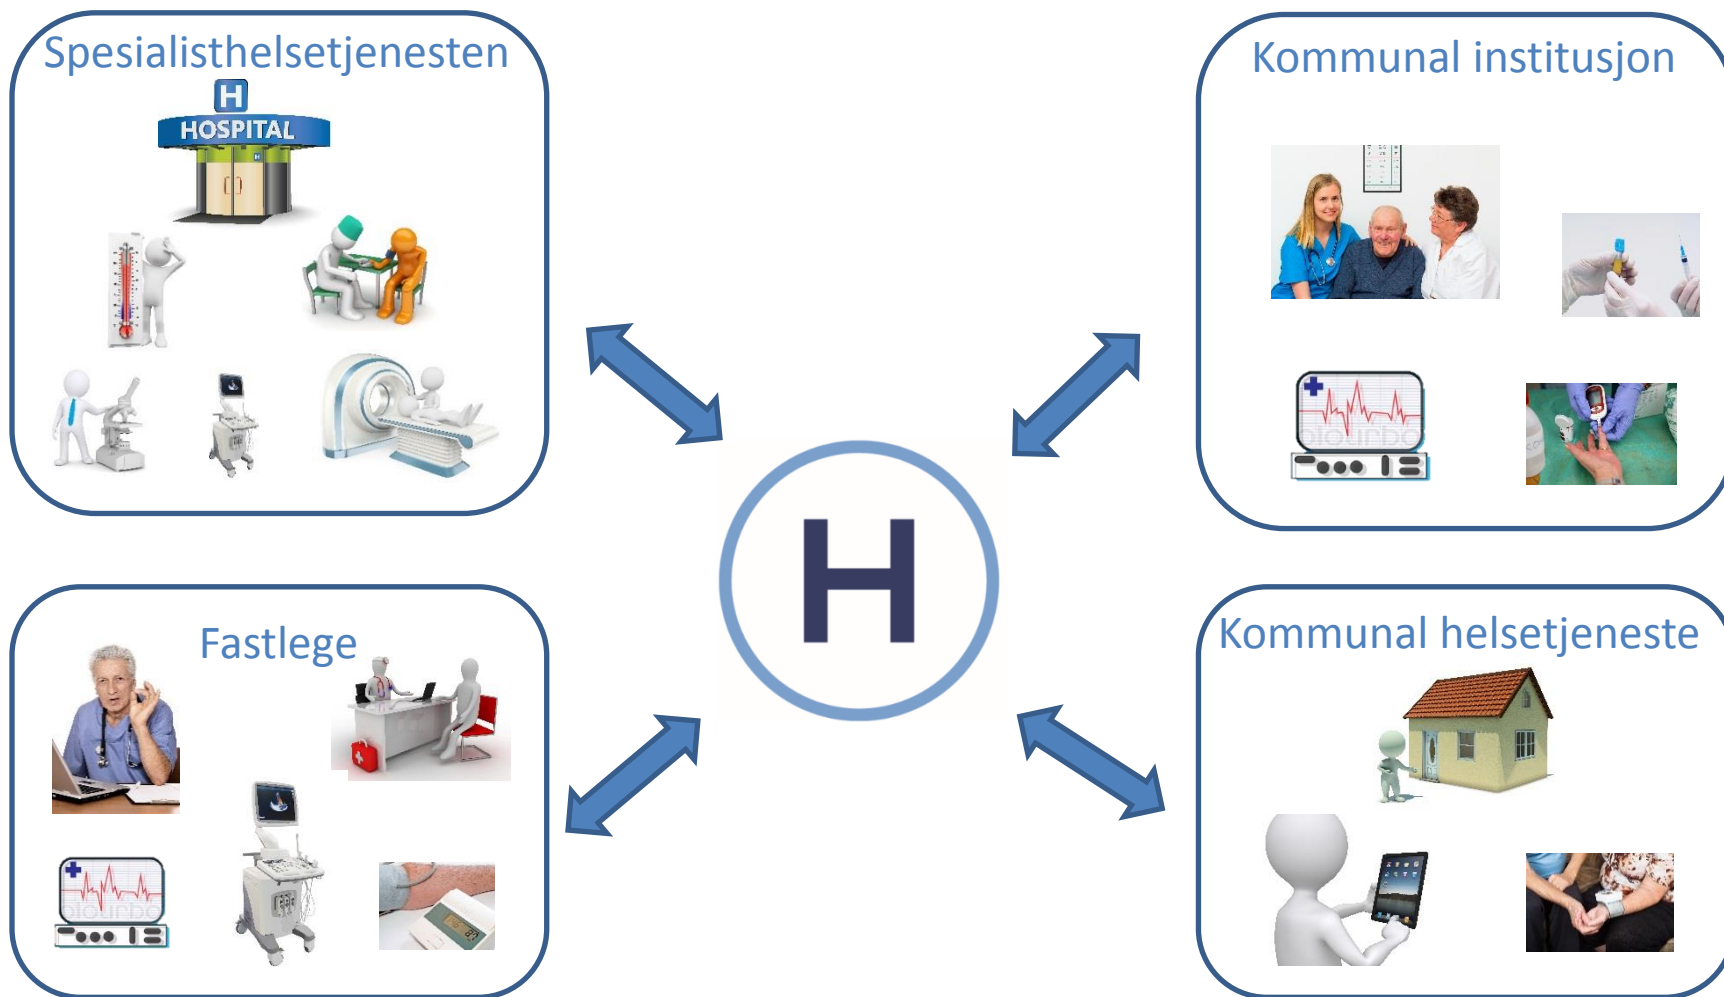 Spesialisthelsetjenesten
H
HOSPITAL
H
Kommunal institusjon
H
Fastlege
Kommunal helsetjeneste